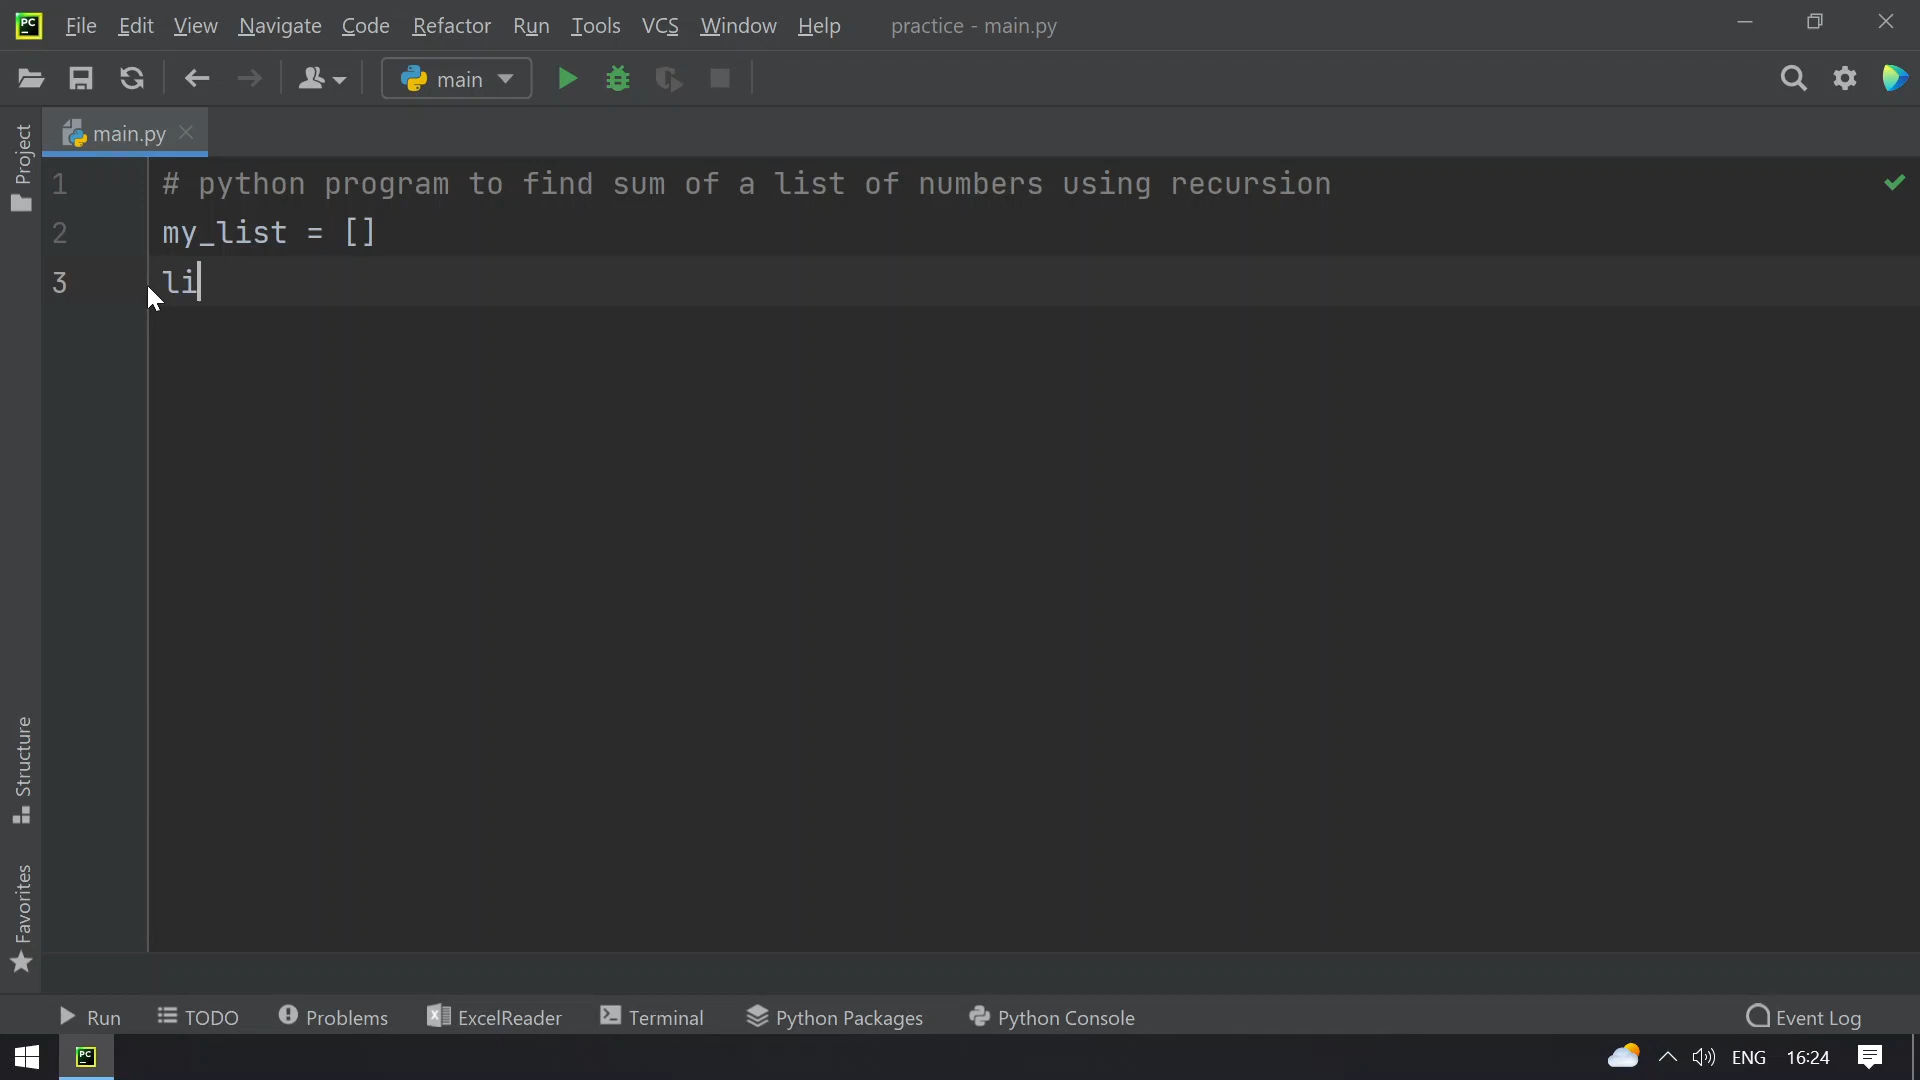 PC File Edit View Navigate Code Refactor Run Tools VCS Window Help practice - main.py
main
main.py
Project
1 # python program to find sum of a list of numbers using recursion
2 my_list = []
3 li
Structure
Favorites
Run TODO Problems ExcelReader Terminal Python Packages Python Console Event Log
PC ENG 16:24